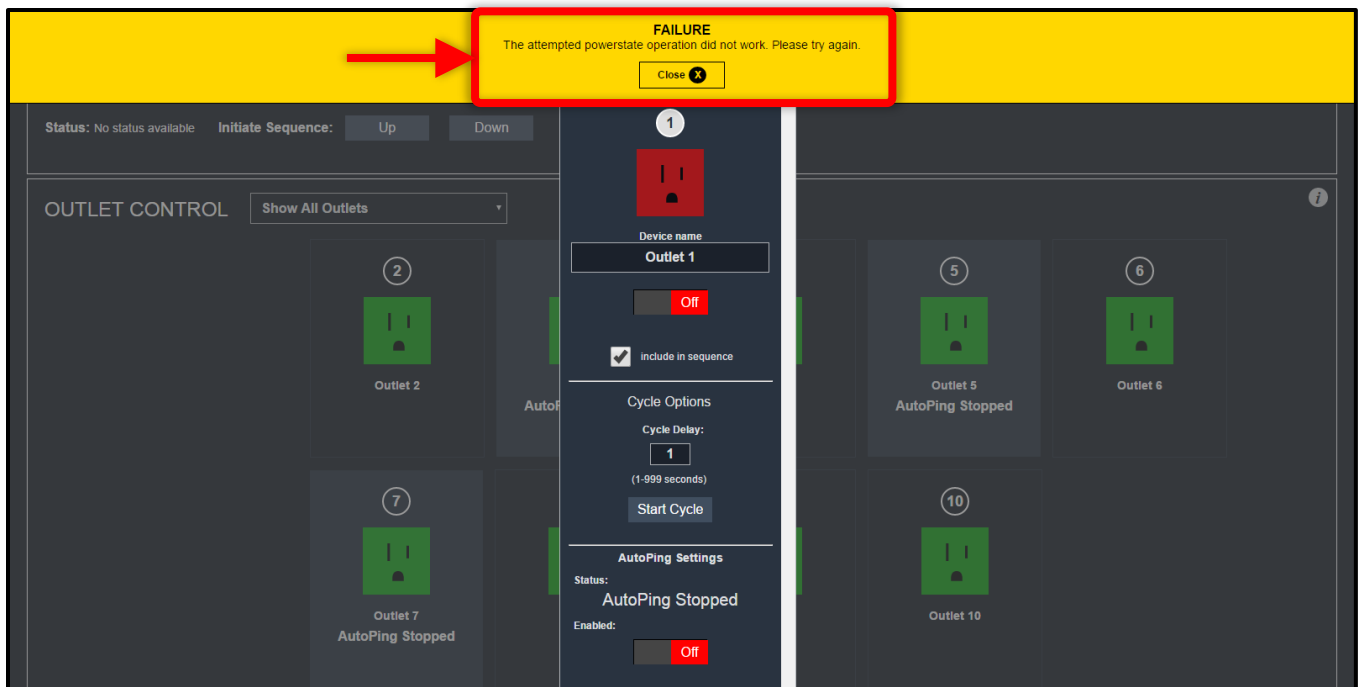 FAILURE
The attempted powerstate operation did not work. Please try again.
Close X
Status: No status available Initiate Sequence: Up Down
1
OUTLET CONTROL Show All Outlets
i
Device name
Outlet 1
2
5
6
Off
include in sequence
Outlet 2
Outlet 5
Outlet 6
AutoPing Stopped
Cycle Options
Cycle Delay:
1
(1-999 seconds)
Start Cycle
7
10
AutoPing Settings
Status:
AutoPing Stopped
Enabled:
Off
Outlet 7
AutoPing Stopped
Outlet 10